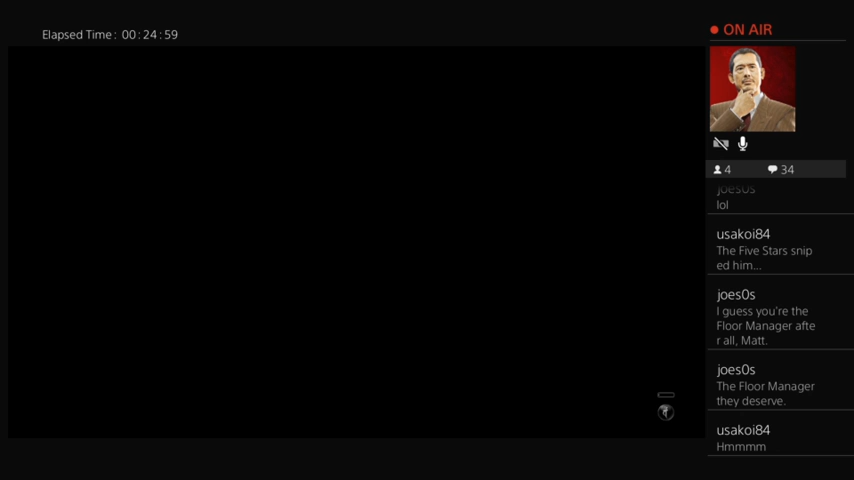 Elapsed Time: 00:24:59
ON AIR
4 34
joes0s
lol
usakoi84
The Five Stars snip
ed him...
joes0s
I guess you're the
Floor Manager afte
r all, Matt.
joes0s
The Floor Manager
they deserve.
usakoi84
Hmmmm